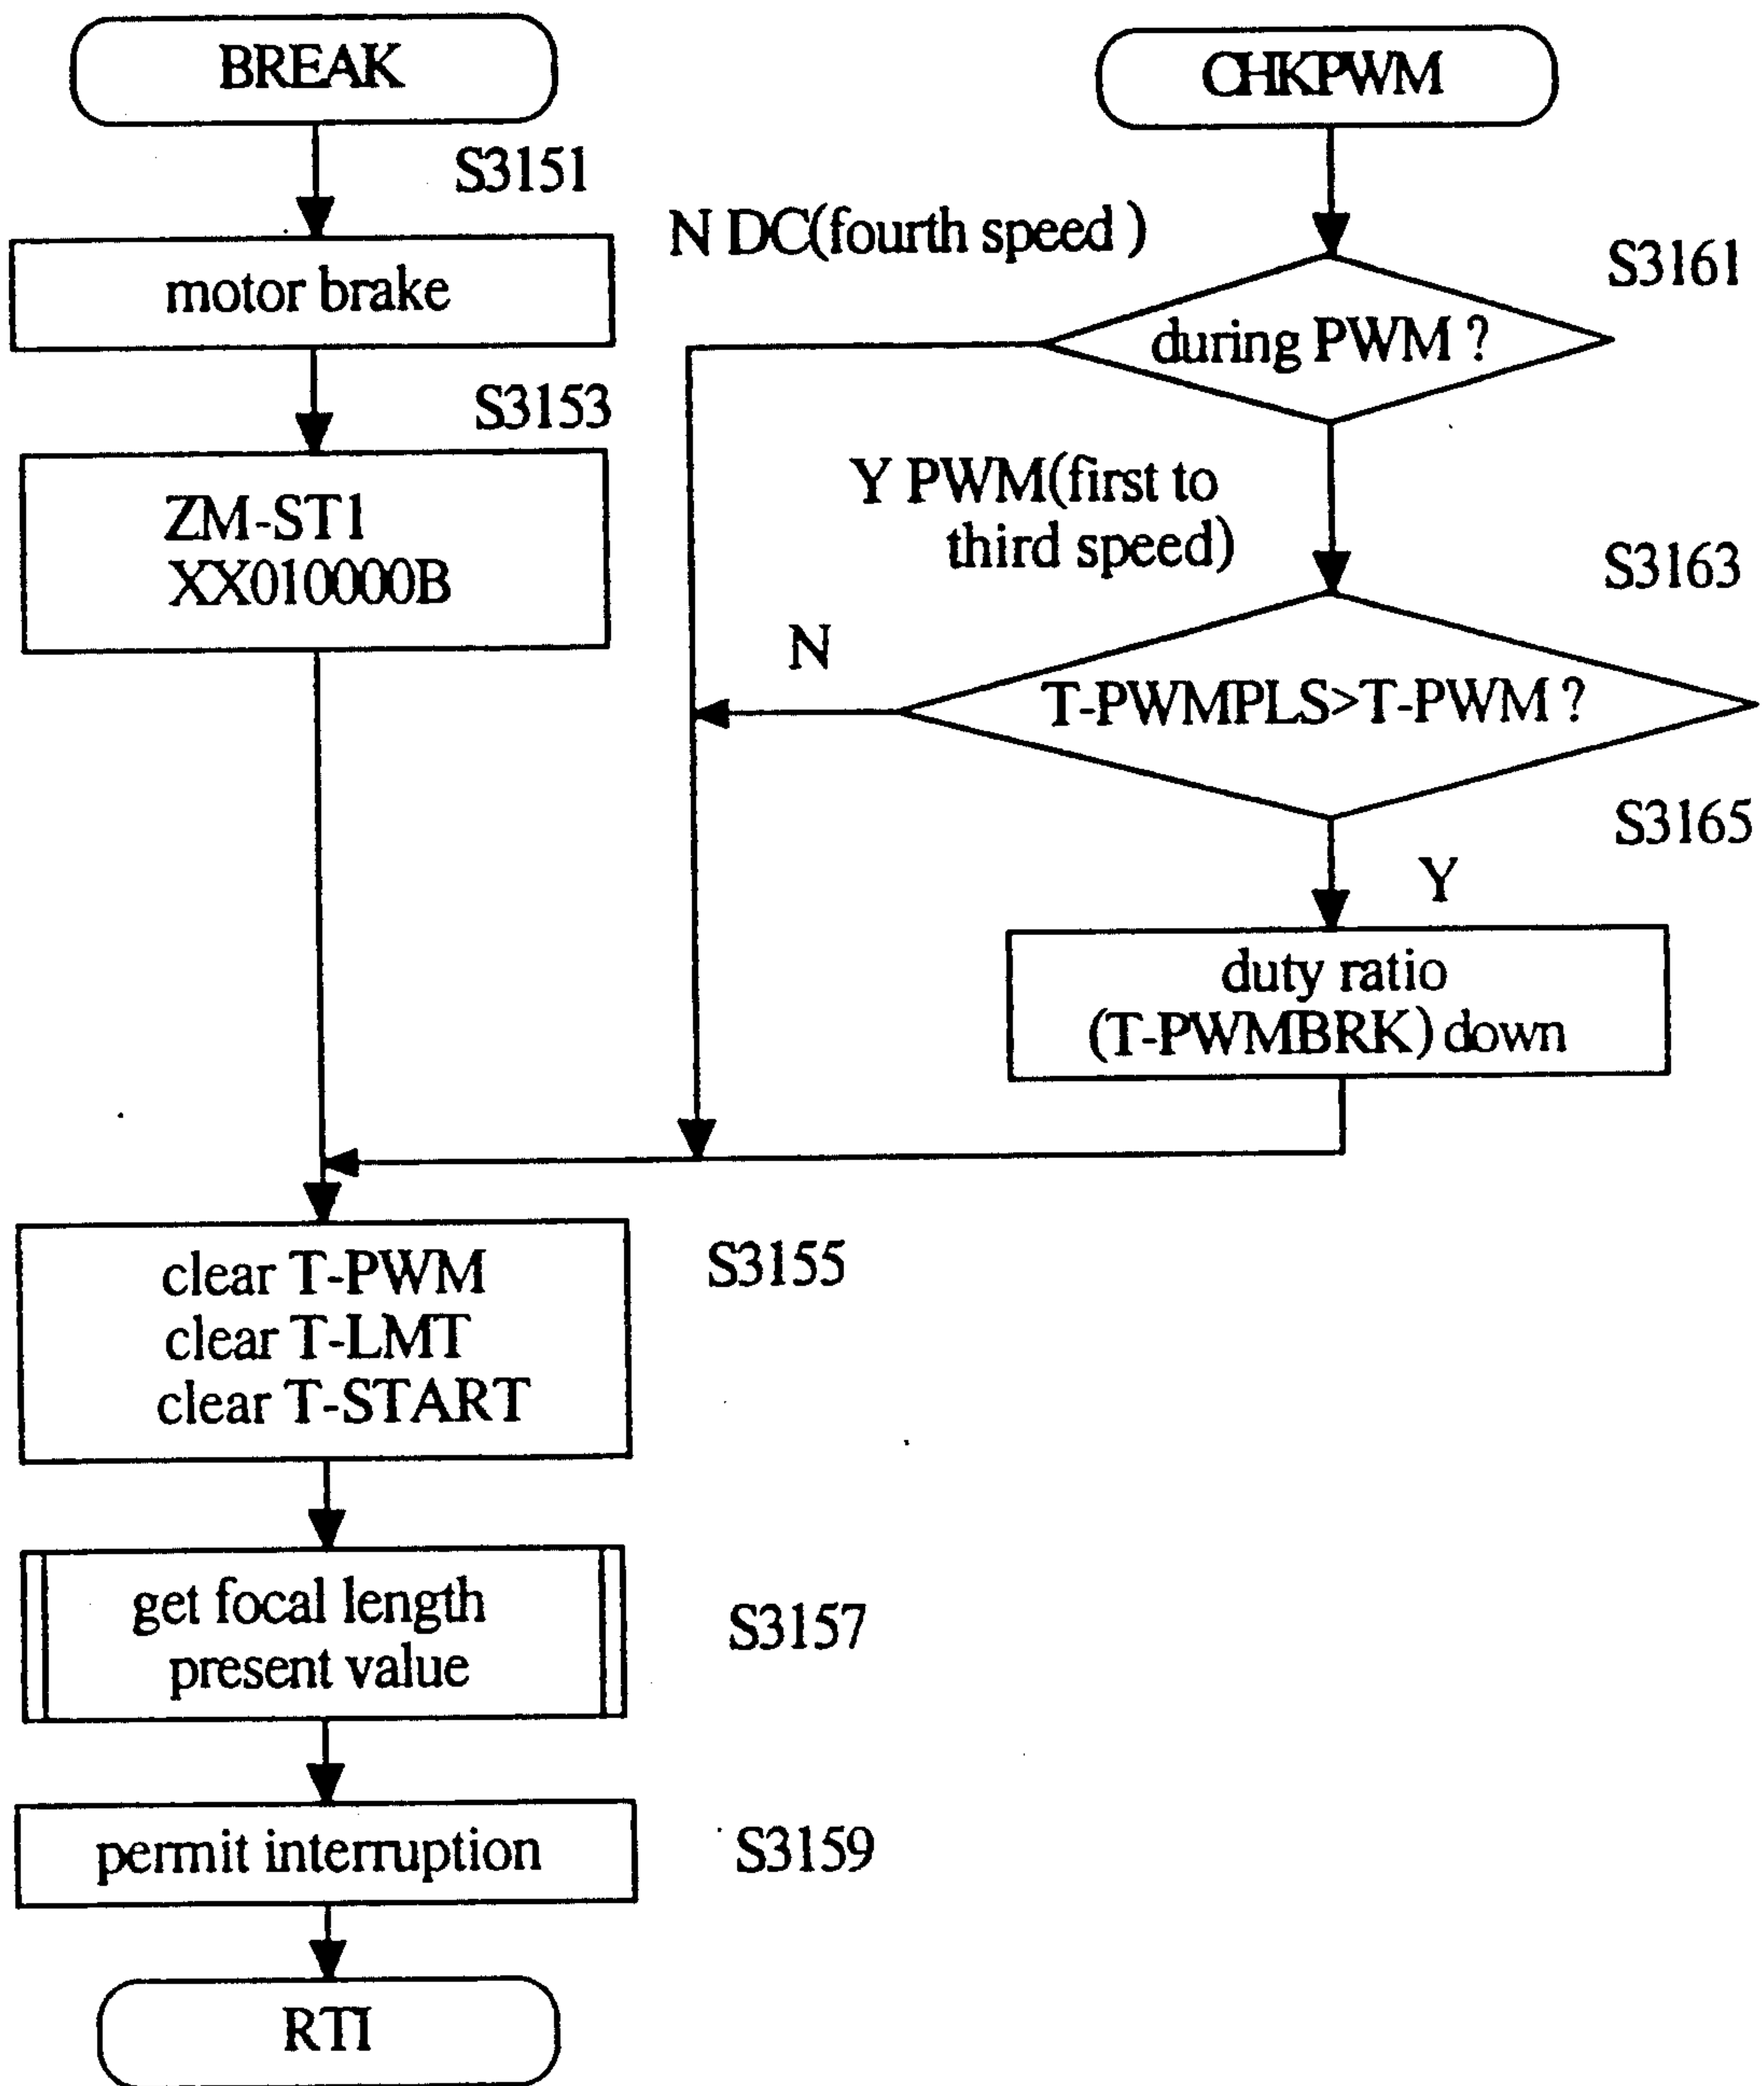 BREAK
S3151
motor brake
S3153
ZM-ST1
XX010000B
CHKPWM
N DC(fourth speed )
S3161
during PWM ?
Y PWM(first to
third speed)
S3163
N
T-PWMPLS>T-PWM ?
S3165
Y
duty ratio
(T-PWMBRK) down
clear T-PWM
clear T-LMT
clear T-START
S3155
get focal length
present value
S3157
permit interruption
S3159
RTI